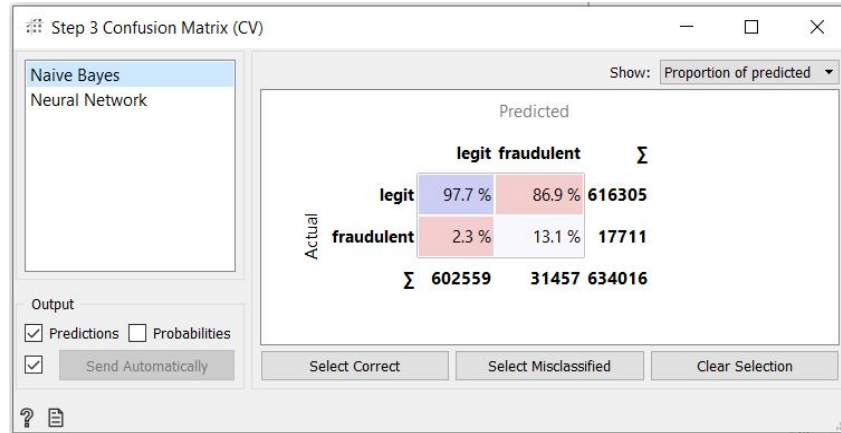 Step 3 Confusion Matrix (CV)
Naive Bayes
Neural Network
Show: Proportion of predicted
Predicted
legit fraudulent Σ
Actual
legit 97.7 % 86.9 % 616305
fraudulent 2.3 % 13.1 % 17711
Σ 602559 31457 634016
Output
Predictions Probabilities
Send Automatically
Select Correct Select Misclassified Clear Selection
?